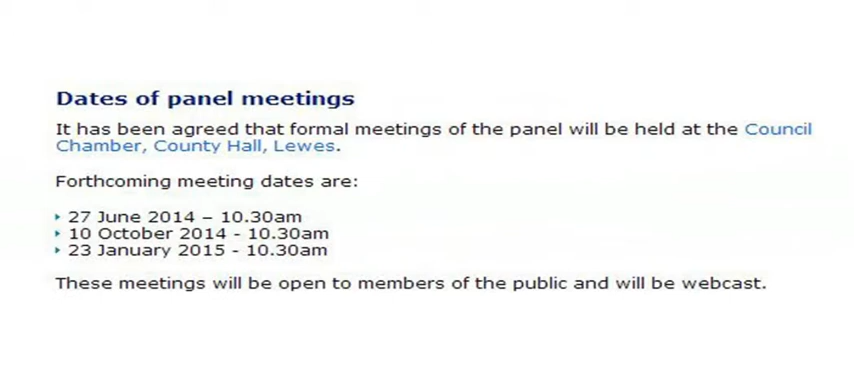 Dates of panel meetings
It has been agreed that formal meetings of the panel will be held at the Council
Chamber, County Hall, Lewes.
Forthcoming meeting dates are:
27 June 2014 – 10.30am
10 October 2014 - 10.30am
23 January 2015 - 10.30am
These meetings will be open to members of the public and will be webcast.